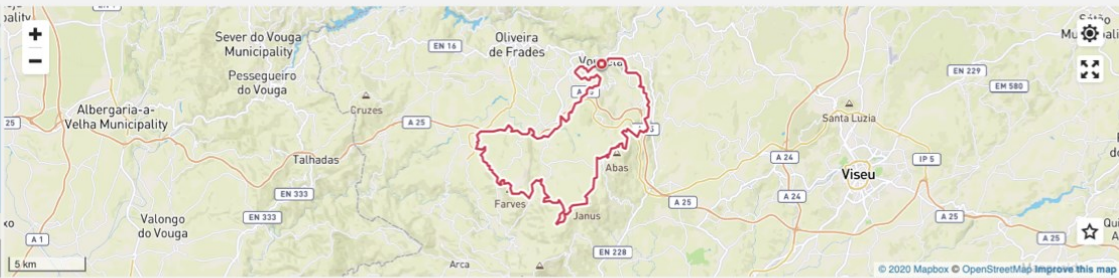 EN 1
+
−
Sever do Vouga
Municipality
EN 16
Oliveira
de Frades
Pessegueiro
do Vouga
EN 229
EM 580
Albergaria-a-
Velha Municipality
Cruzes
Santa Luzia
25
A 25
Talhadas
Abas
A 24
IP 5
Viseu
EN 333
EN 333
Farves
Janus
A 25
A 24
A 25
Valongo
do Vouga
A 1
EN 228
A 25
5 km
Arca
© 2020 Mapbox © OpenStreetMap Improve this map